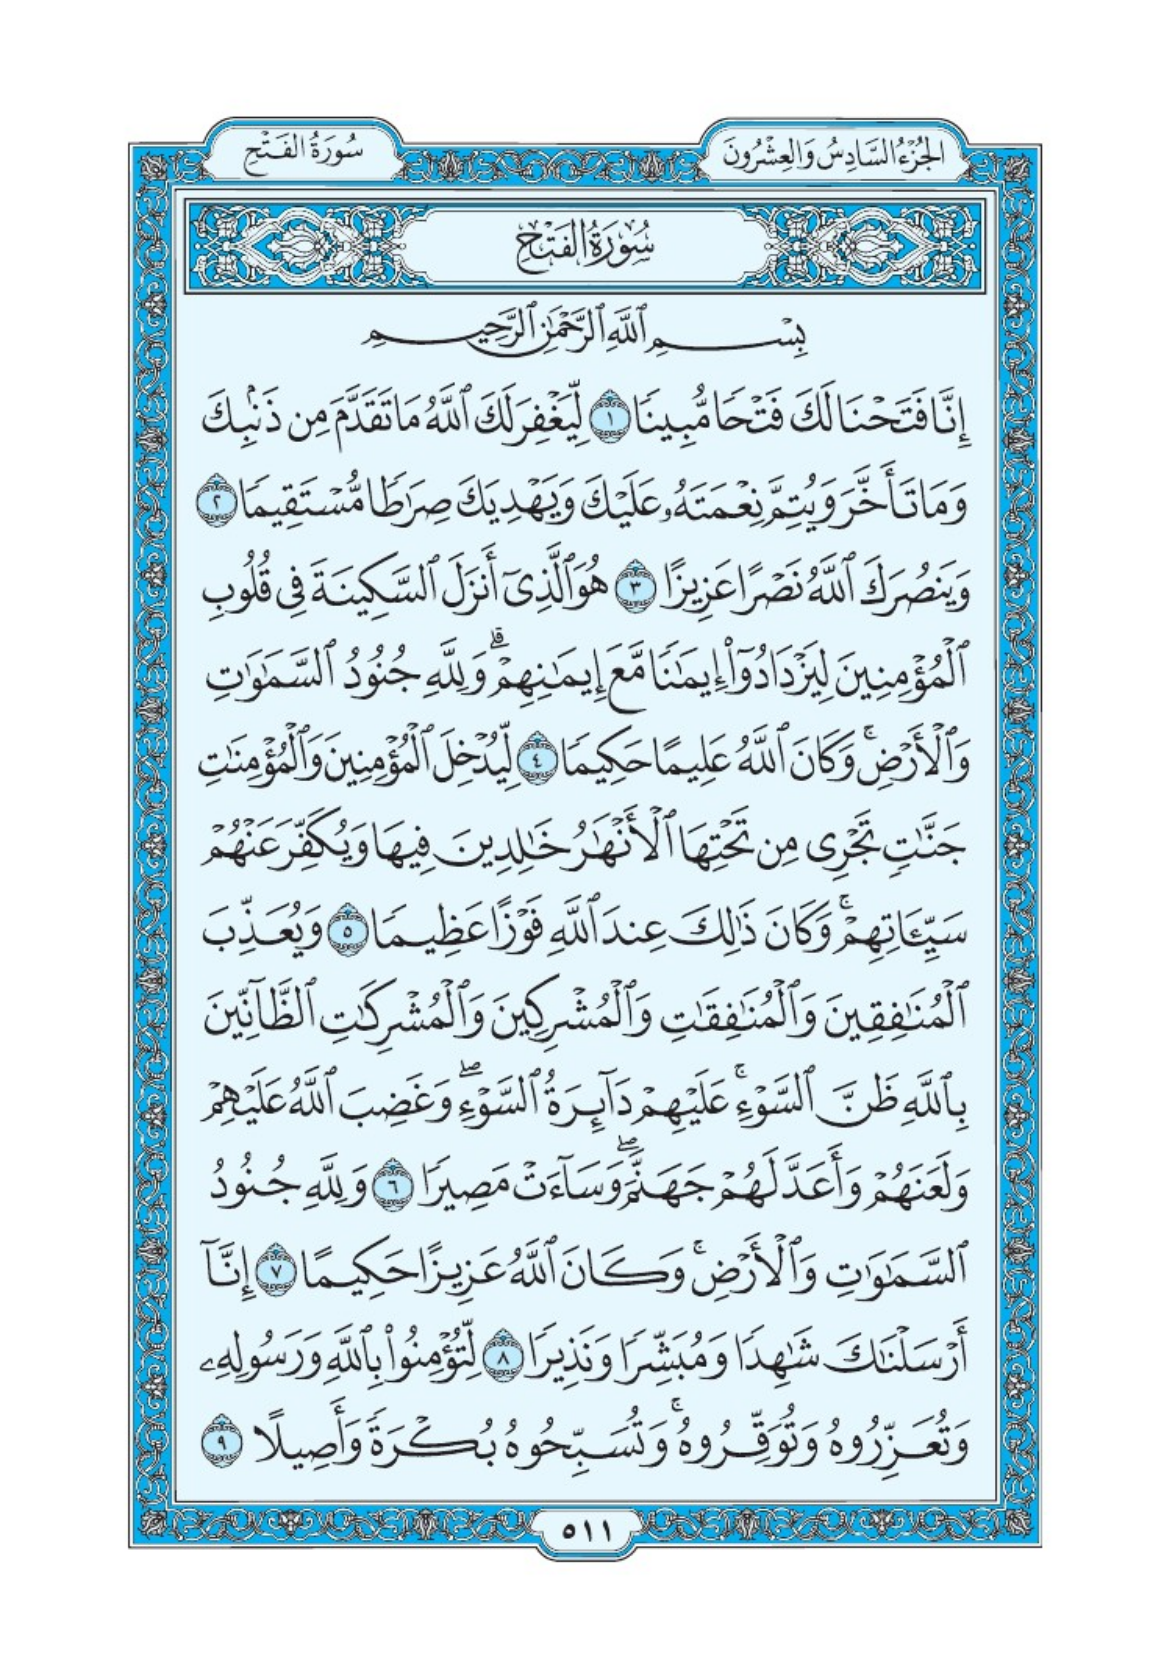 الجُزْءُ السَّادِسُ وَالعِشْرُونَ
سُورَةُ الفَتْحِ
سُورَةُ الفَتْحِ
بِسْمِ ٱللَّهِ ٱلرَّحْمَٰنِ ٱلرَّحِيمِ
إِنَّا فَتَحْنَا لَكَ فَتْحًا مُّبِينًا ١ لِّيَغْفِرَ لَكَ ٱللَّهُ مَا تَقَدَّمَ مِن ذَنۢبِكَ
وَمَا تَأَخَّرَ وَيُتِمَّ نِعْمَتَهُۥ عَلَيْكَ وَيَهْدِيَكَ صِرَٰطًا مُّسْتَقِيمًا ٢
وَيَنصُرَكَ ٱللَّهُ نَصْرًا عَزِيزًا ٣ هُوَ ٱلَّذِىٓ أَنزَلَ ٱلسَّكِينَةَ فِى قُلُوبِ
ٱلْمُؤْمِنِينَ لِيَزْدَادُوٓا۟ إِيمَٰنًا مَّعَ إِيمَٰنِهِمْ ۗ وَلِلَّهِ جُنُودُ ٱلسَّمَٰوَٰتِ
وَٱلْأَرْضِ ۚ وَكَانَ ٱللَّهُ عَلِيمًا حَكِيمًا ٤ لِّيُدْخِلَ ٱلْمُؤْمِنِينَ وَٱلْمُؤْمِنَٰتِ
جَنَّٰتٍ تَجْرِى مِن تَحْتِهَا ٱلْأَنْهَٰرُ خَٰلِدِينَ فِيهَا وَيُكَفِّرَ عَنْهُمْ
سَيِّـَٔاتِهِمْ ۚ وَكَانَ ذَٰلِكَ عِندَ ٱللَّهِ فَوْزًا عَظِيمًا ٥ وَيُعَذِّبَ
ٱلْمُنَٰفِقِينَ وَٱلْمُنَٰفِقَٰتِ وَٱلْمُشْرِكِينَ وَٱلْمُشْرِكَٰتِ ٱلظَّآنِّينَ
بِٱللَّهِ ظَنَّ ٱلسَّوْءِ ۚ عَلَيْهِمْ دَآئِرَةُ ٱلسَّوْءِ ۖ وَغَضِبَ ٱللَّهُ عَلَيْهِمْ
وَلَعَنَهُمْ وَأَعَدَّ لَهُمْ جَهَنَّمَ ۖ وَسَآءَتْ مَصِيرًا ٦ وَلِلَّهِ جُنُودُ
ٱلسَّمَٰوَٰتِ وَٱلْأَرْضِ ۚ وَكَانَ ٱللَّهُ عَزِيزًا حَكِيمًا ٧ إِنَّآ
أَرْسَلْنَٰكَ شَٰهِدًا وَمُبَشِّرًا وَنَذِيرًا ٨ لِّتُؤْمِنُوا۟ بِٱللَّهِ وَرَسُولِهِۦ
وَتُعَزِّرُوهُ وَتُوَقِّرُوهُ ۚ وَتُسَبِّحُوهُ بُكْرَةً وَأَصِيلًا ٩
٥١١